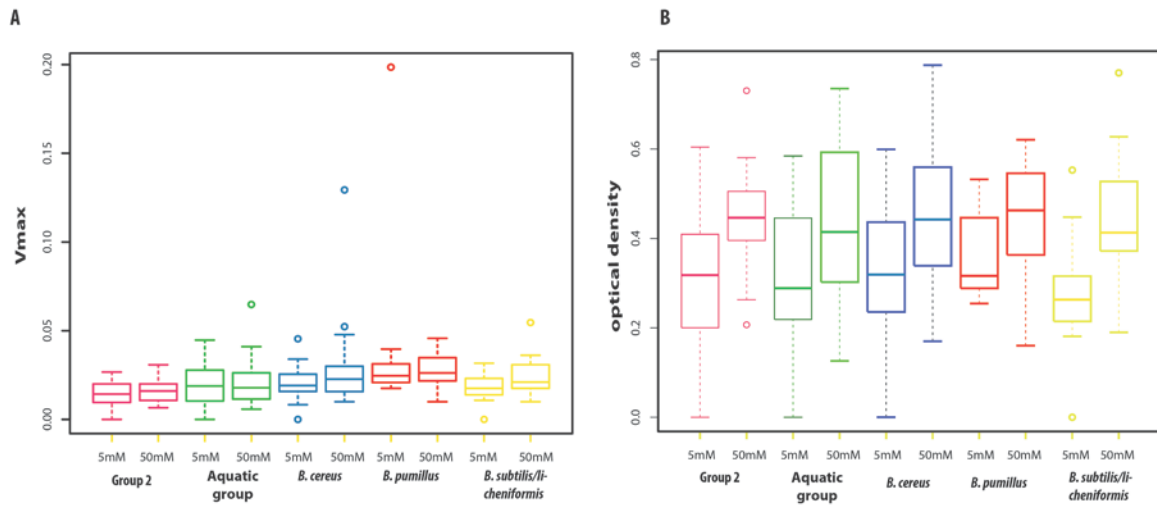 A
B
Vmax
0.20
0.15
0.10
0.05
0.00
5mM 50mM 5mM 50mM 5mM 50mM 5mM 50mM 5mM 50mM
Group 2
Aquatic
group
B. cereus
B. pumillus
B. subtilis/li-
cheniformis
optical density
0.8
0.6
0.4
0.2
0.0
5mM 50mM 5mM 50mM 5mM 50mM 5mM 50mM 5mM 50mM
Group 2
Aquatic
group
B. cereus
B. pumillus
B. subtilis/li-
cheniformis